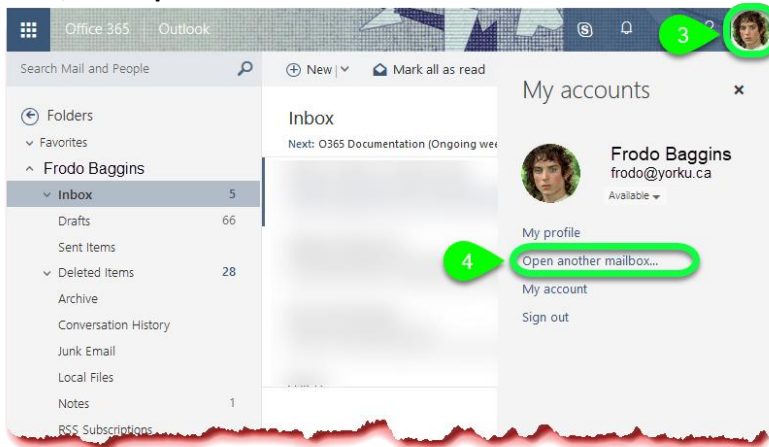 Office 365 Outlook
S
?
3
Search Mail and People
New
Mark all as read
My accounts
×
Folders
Favorites
Frodo Baggins
Inbox 5
Drafts 66
Sent Items
Deleted Items 28
Archive
Conversation History
Junk Email
Local Files
Notes 1
RSS Subscriptions
Inbox
Next: O365 Documentation (Ongoing wee
Frodo Baggins
frodo@yorku.ca
Available
My profile
4
Open another mailbox...
My account
Sign out